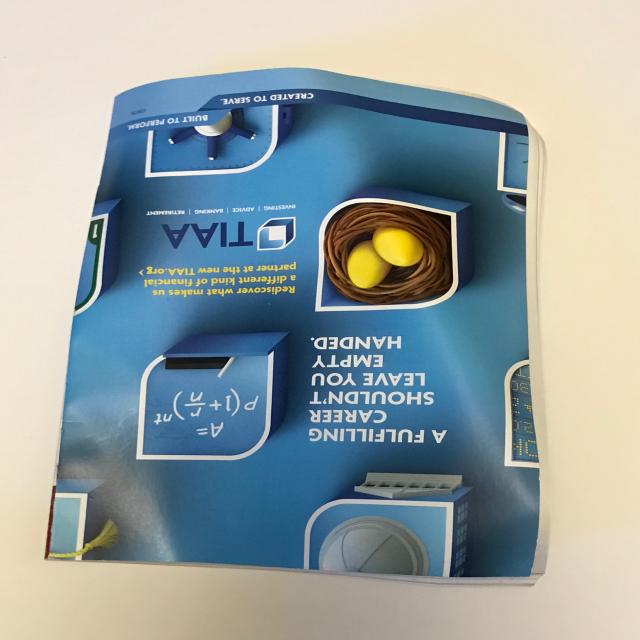 A FULFILLING
CAREER
SHOULDN'T
LEAVE YOU
EMPTY
HANDED.
A=
P(1+r/n)nt
Rediscover what makes us
a different kind of financial
partner at the new TIAA.org >
TIAA
INVESTING | ADVICE | BANKING | RETIREMENT
CREATED TO SERVE.
BUILT TO PERFORM.